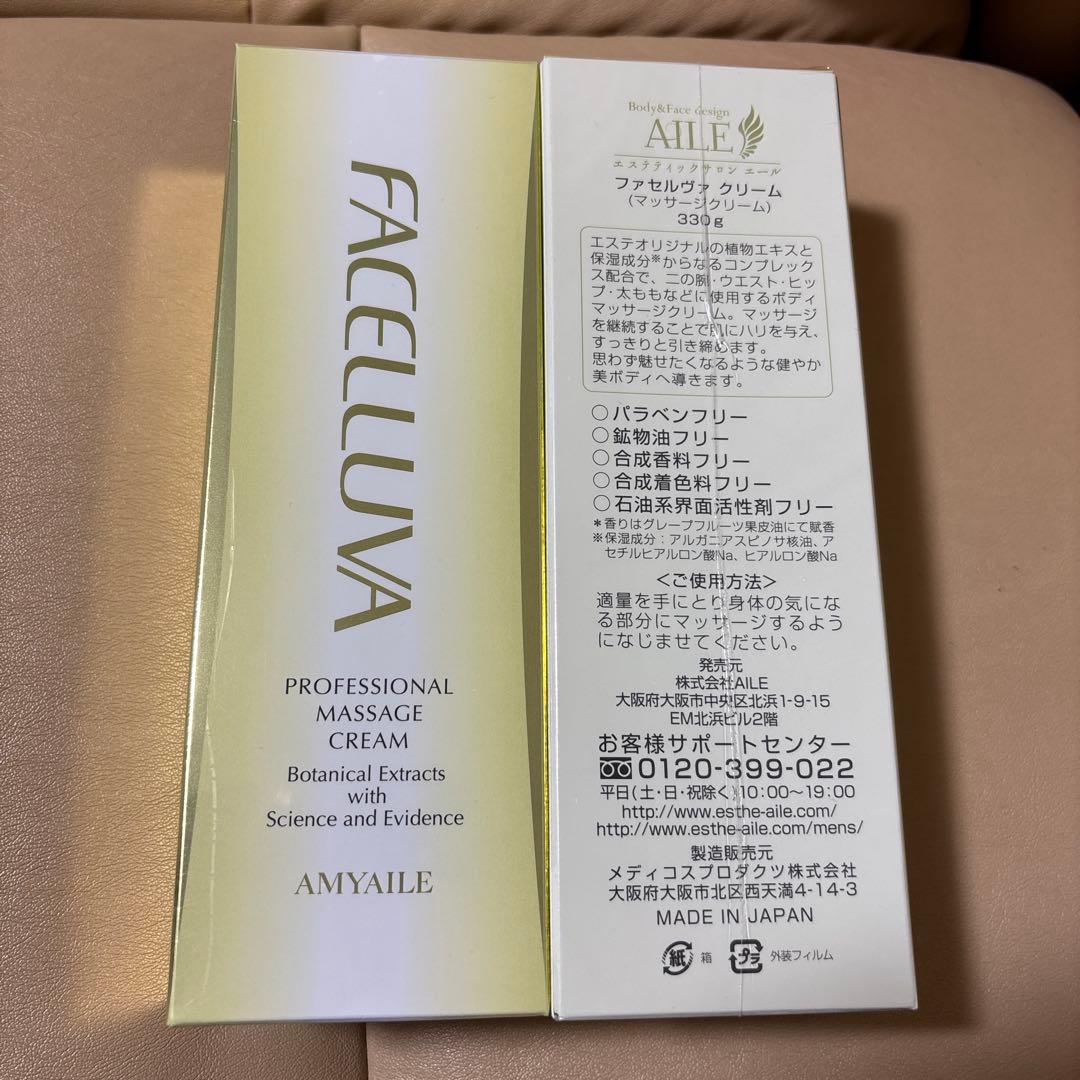 FACELLUVA
PROFESSIONAL
MASSAGE
CREAM
Botanical Extracts
with
Science and Evidence
AMYAILE
Body&Face design
AILE
エステティックサロン エール
ファセルヴァ クリーム
(マッサージクリーム)
330g
エステオリジナルの植物エキスと
保湿成分※からなるコンプレック
ス配合で、二の腕・ウエスト・ヒッ
プ・太ももなどに使用するボディ
マッサージクリーム。マッサージ
を継続することで肌にハリを与え、
すっきりと引き締めます。
思わず魅せたくなるような健やか
美ボディへ導きます。
○パラベンフリー
○鉱物油フリー
○合成香料フリー
○合成着色料フリー
○石油系界面活性剤フリー
*香りはグレープフルーツ果皮油にて賦香
※保湿成分:アルガニアスピノサ核油、ア
セチルヒアルロン酸Na、ヒアルロン酸Na
<ご使用方法>
適量を手にとり身体の気にな
る部分にマッサージするよう
になじませてください。
発売元
株式会社AILE
大阪府大阪市中央区北浜1-9-15
EM北浜ビル2階
お客様サポートセンター
0120-399-022
平日(土・日・祝除く)10:00〜19:00
http://www.esthe-aile.com/
http://www.esthe-aile.com/mens/
製造販売元
メディコスプロダクツ株式会社
大阪府大阪市北区西天満4-14-3
MADE IN JAPAN
紙 箱 プラ 外装フィルム